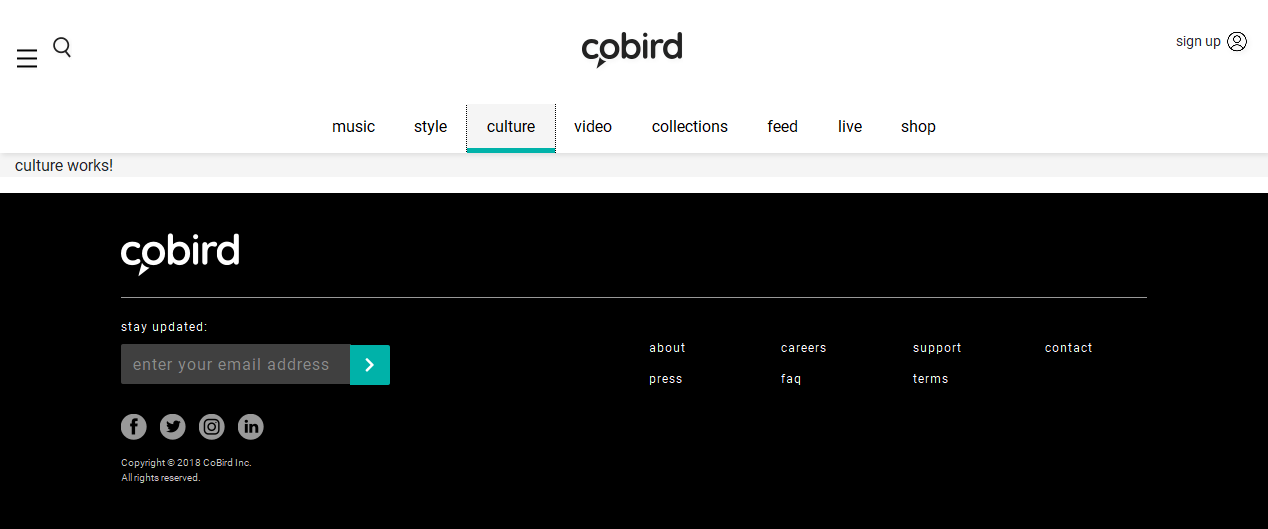 cobird
sign up
music style culture video collections feed live shop
culture works!
cobird
stay updated:
enter your email address
about careers support contact
press faq terms
Copyright © 2018 CoBird Inc.
All rights reserved.